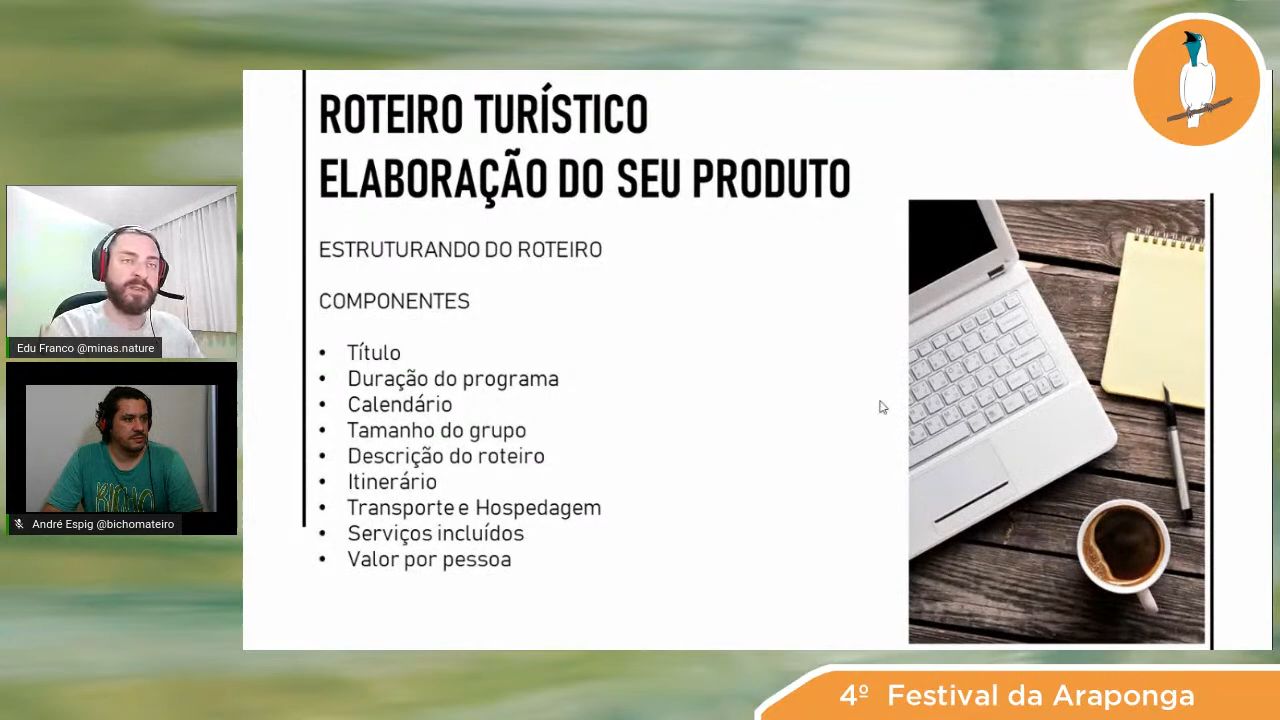 ROTEIRO TURÍSTICO
ELABORAÇÃO DO SEU PRODUTO
ESTRUTURANDO DO ROTEIRO
COMPONENTES
• Título
• Duração do programa
• Calendário
• Tamanho do grupo
• Descrição do roteiro
• Itinerário
• Transporte e Hospedagem
• Serviços incluídos
• Valor por pessoa
Edu Franco @minas.nature
BICHO
André Espig @bichomateiro
4º Festival da Araponga